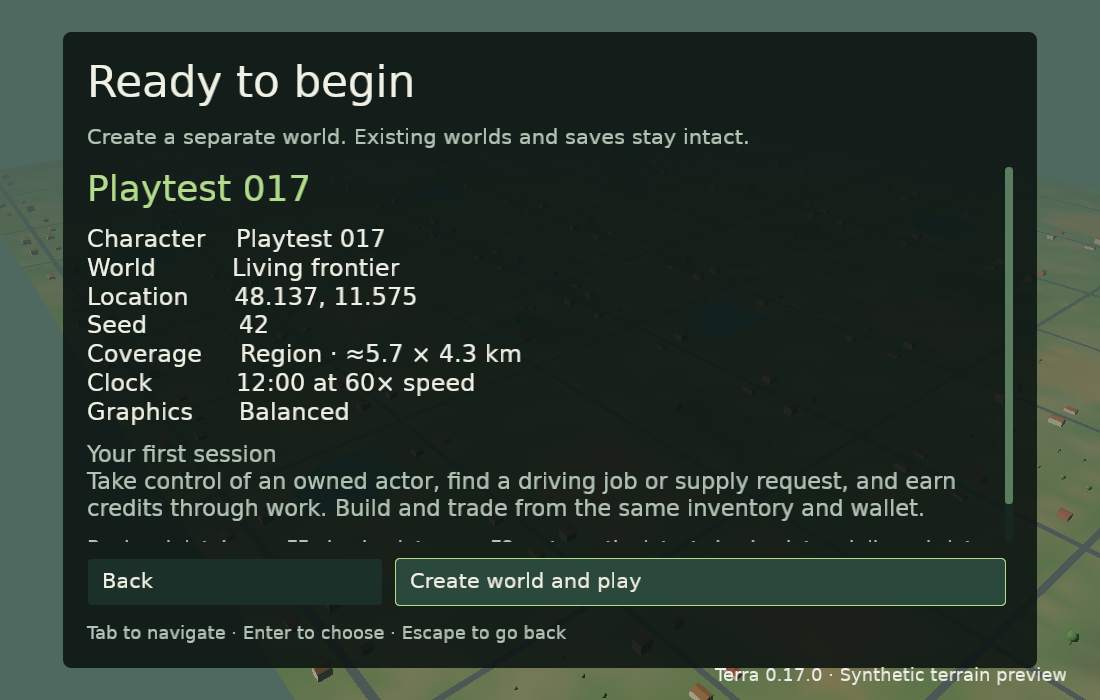 Ready to begin
Create a separate world. Existing worlds and saves stay intact.
Playtest 017
Character Playtest 017
World Living frontier
Location 48.137, 11.575
Seed 42
Coverage Region · ≈5.7 × 4.3 km
Clock 12:00 at 60× speed
Graphics Balanced
Your first session
Take control of an owned actor, find a driving job or supply request, and earn
credits through work. Build and trade from the same inventory and wallet.
Back
Create world and play
Tab to navigate · Enter to choose · Escape to go back
Terra 0.17.0 · Synthetic terrain preview